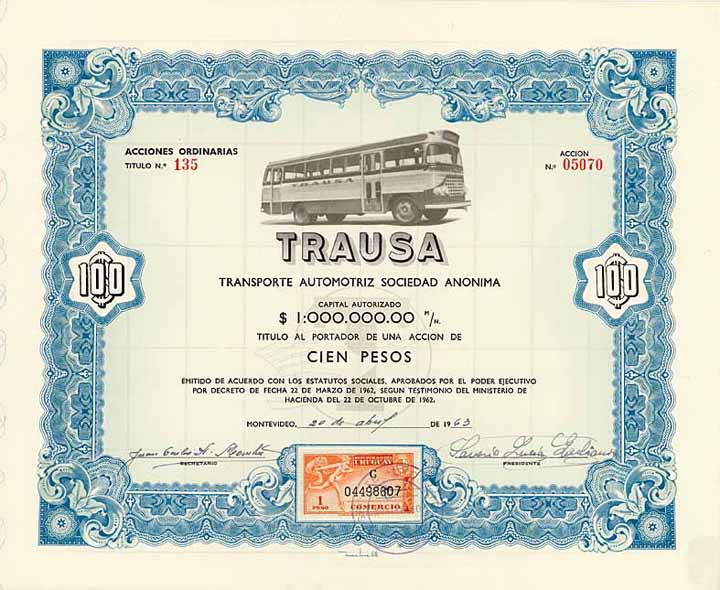 ACCIONES ORDINARIAS
TITULO N.º 135
ACCION
N.º 05070
TRAUSA
TRAUSA
TRANSPORTE AUTOMOTRIZ SOCIEDAD ANONIMA
100
100
CAPITAL AUTORIZADO
$ 1:000.000.00 M/N.
TITULO AL PORTADOR DE UNA ACCION DE
CIEN PESOS
EMITIDO DE ACUERDO CON LOS ESTATUTOS SOCIALES, APROBADOS POR EL PODER EJECUTIVO
POR DECRETO DE FECHA 22 DE MARZO DE 1962, SEGUN TESTIMONIO DEL MINISTERIO DE
HACIENDA DEL 22 DE OCTUBRE DE 1962.
MONTEVIDEO, 20 de abril DE 1963
Juan Carlos A.
SECRETARIO
PRESIDENTE
URUGUAY
G
04498807
1
PESO
COMERCIO